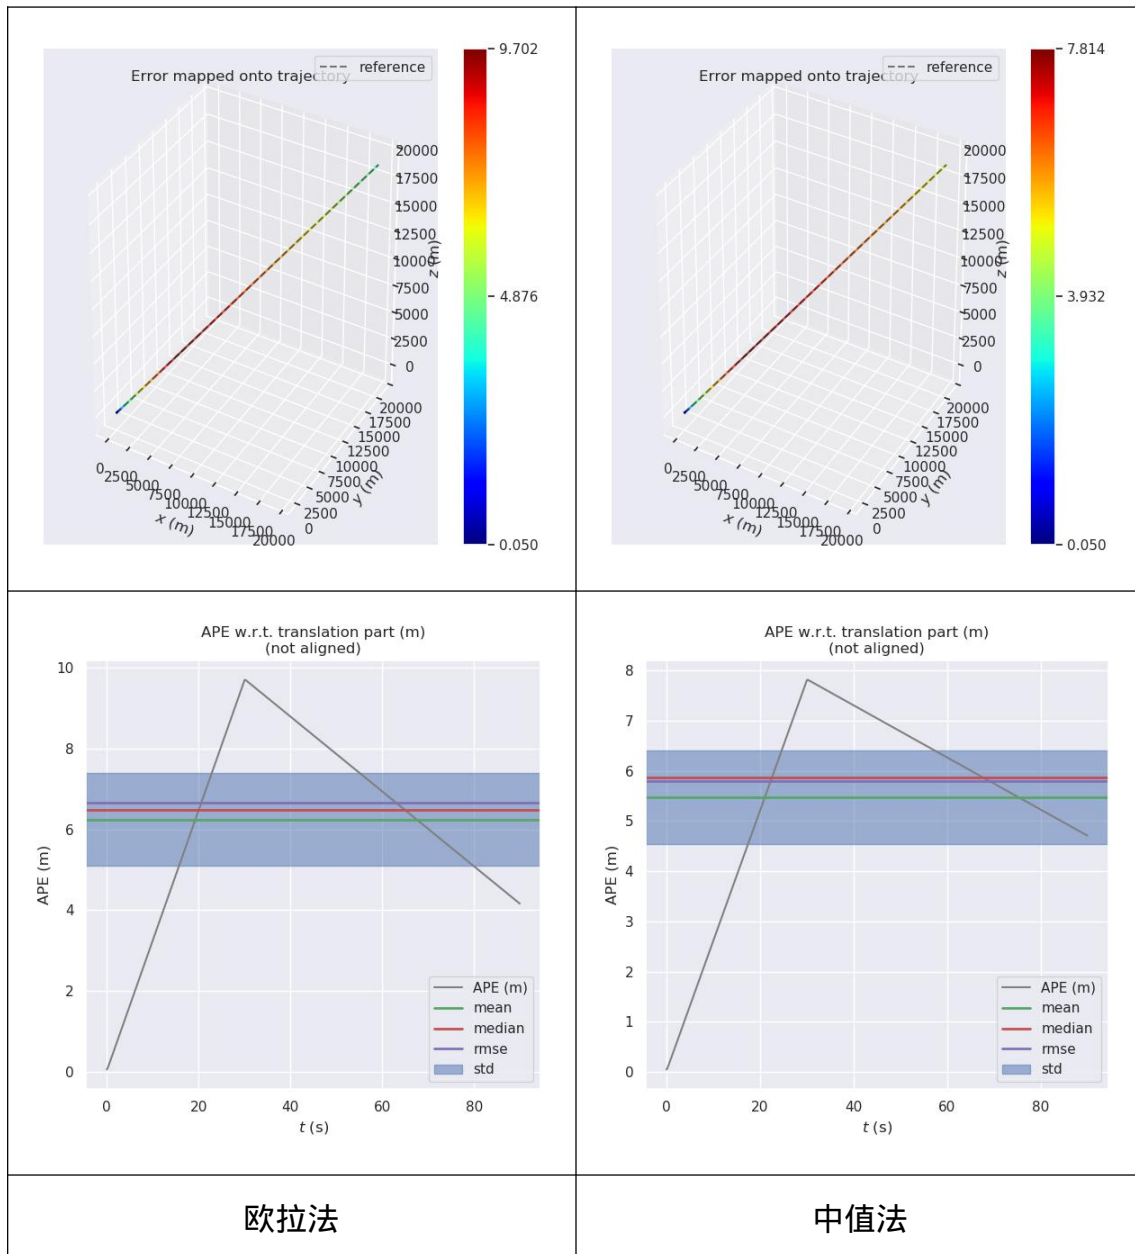 Error mapped onto trajectory
reference
9.702
4.876
0.050
20000
17500
15000
12500
10000
7500
5000
2500
0
z (m)
20000
17500
15000
12500
10000
7500
5000
2500
0
y (m)
0
2500
5000
7500
10000
12500
15000
17500
20000
x (m)
Error mapped onto trajectory
reference
7.814
3.932
0.050
20000
17500
15000
12500
10000
7500
5000
2500
0
z (m)
20000
17500
15000
12500
10000
7500
5000
2500
0
y (m)
0
2500
5000
7500
10000
12500
15000
17500
20000
x (m)
APE w.r.t. translation part (m)
(not aligned)
10
8
6
4
2
0
APE (m)
0 20 40 60 80
t (s)
APE (m)
mean
median
rmse
std
APE w.r.t. translation part (m)
(not aligned)
8
7
6
5
4
3
2
1
0
APE (m)
0 20 40 60 80
t (s)
APE (m)
mean
median
rmse
std
欧拉法
中值法